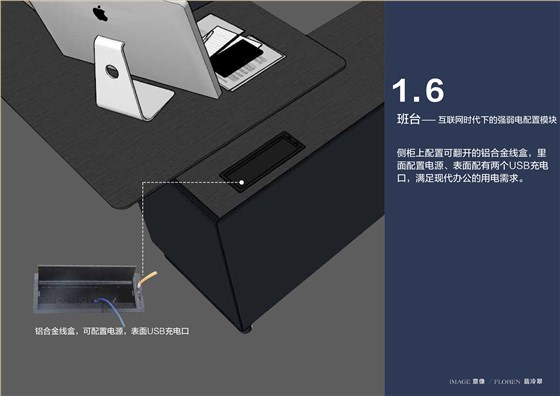 1.6
班台── 互联网时代下的强弱电配置模块
侧柜上配置可翻开的铝合金线盒，里
面配置电源、表面配有两个USB充电
口，满足现代办公的用电需求。
铝合金线盒，可配置电源，表面USB充电口
IMAGE 意像 / FLOREN 翡冷翠